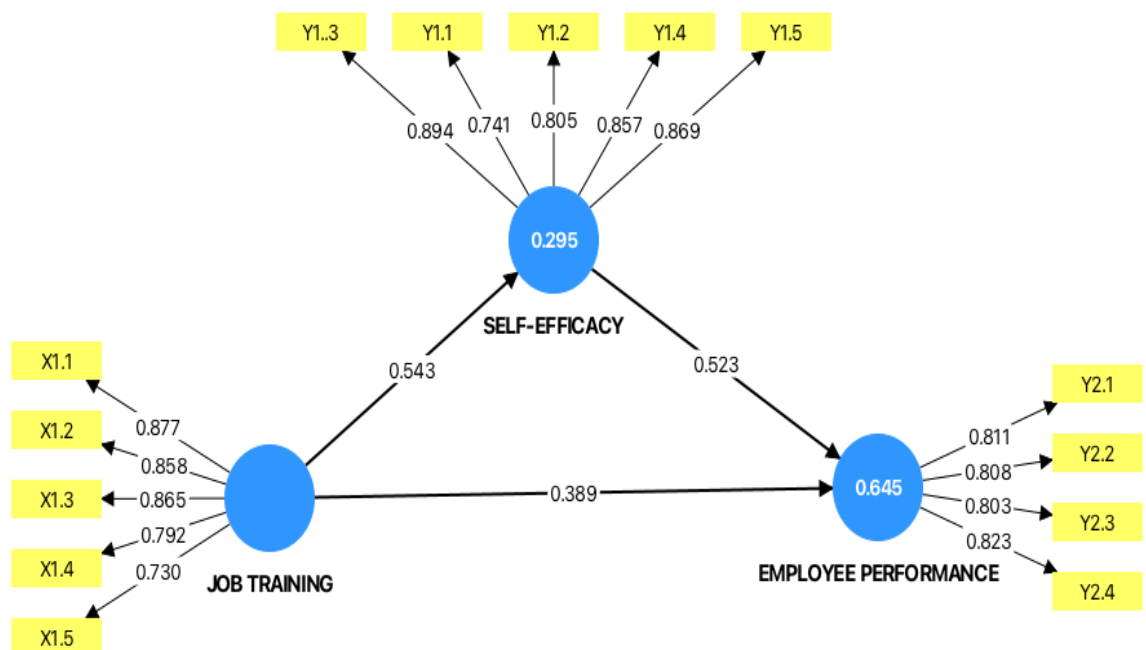 Y1..3
Y1.1
Y1.2
Y1.4
Y1.5
0.894
0.741
0.805
0.857
0.869
0.295
SELF-EFFICACY
0.543
0.523
X1.1
X1.2
X1.3
X1.4
X1.5
0.877
0.858
0.865
0.792
0.730
JOB TRAINING
0.389
0.645
EMPLOYEE PERFORMANCE
0.811
0.808
0.803
0.823
Y2.1
Y2.2
Y2.3
Y2.4